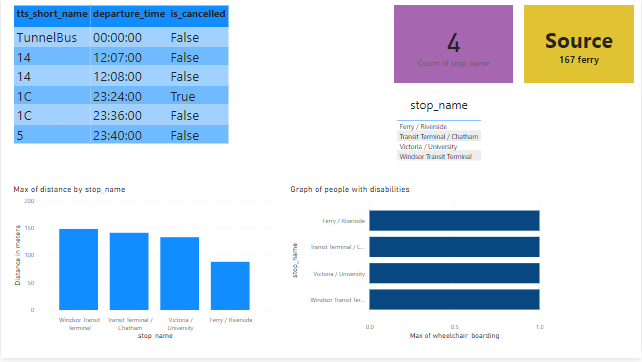 tts_short_name departure_time is_cancelled
TunnelBus 00:00:00 False
14 12:07:00 False
14 12:08:00 False
1C 23:24:00 True
1C 23:36:00 False
5 23:40:00 False
4
Count of stop_name
Source
167 ferry
stop_name
Ferry / Riverside
Transit Terminal / Chatham
Victoria / University
Windsor Transit Terminal
Max of distance by stop_name
Distance in meters
200
150
100
50
0
Windsor Transit Terminal
Transit Terminal / Chatham
Victoria / University
Ferry / Riverside
stop_name
Graph of people with disabilities
stop_name
Ferry / Riverside
Transit Terminal / C...
Victoria / University
Windsor Transit Ter...
0.0 0.5 1.0
Max of wheelchair_boarding